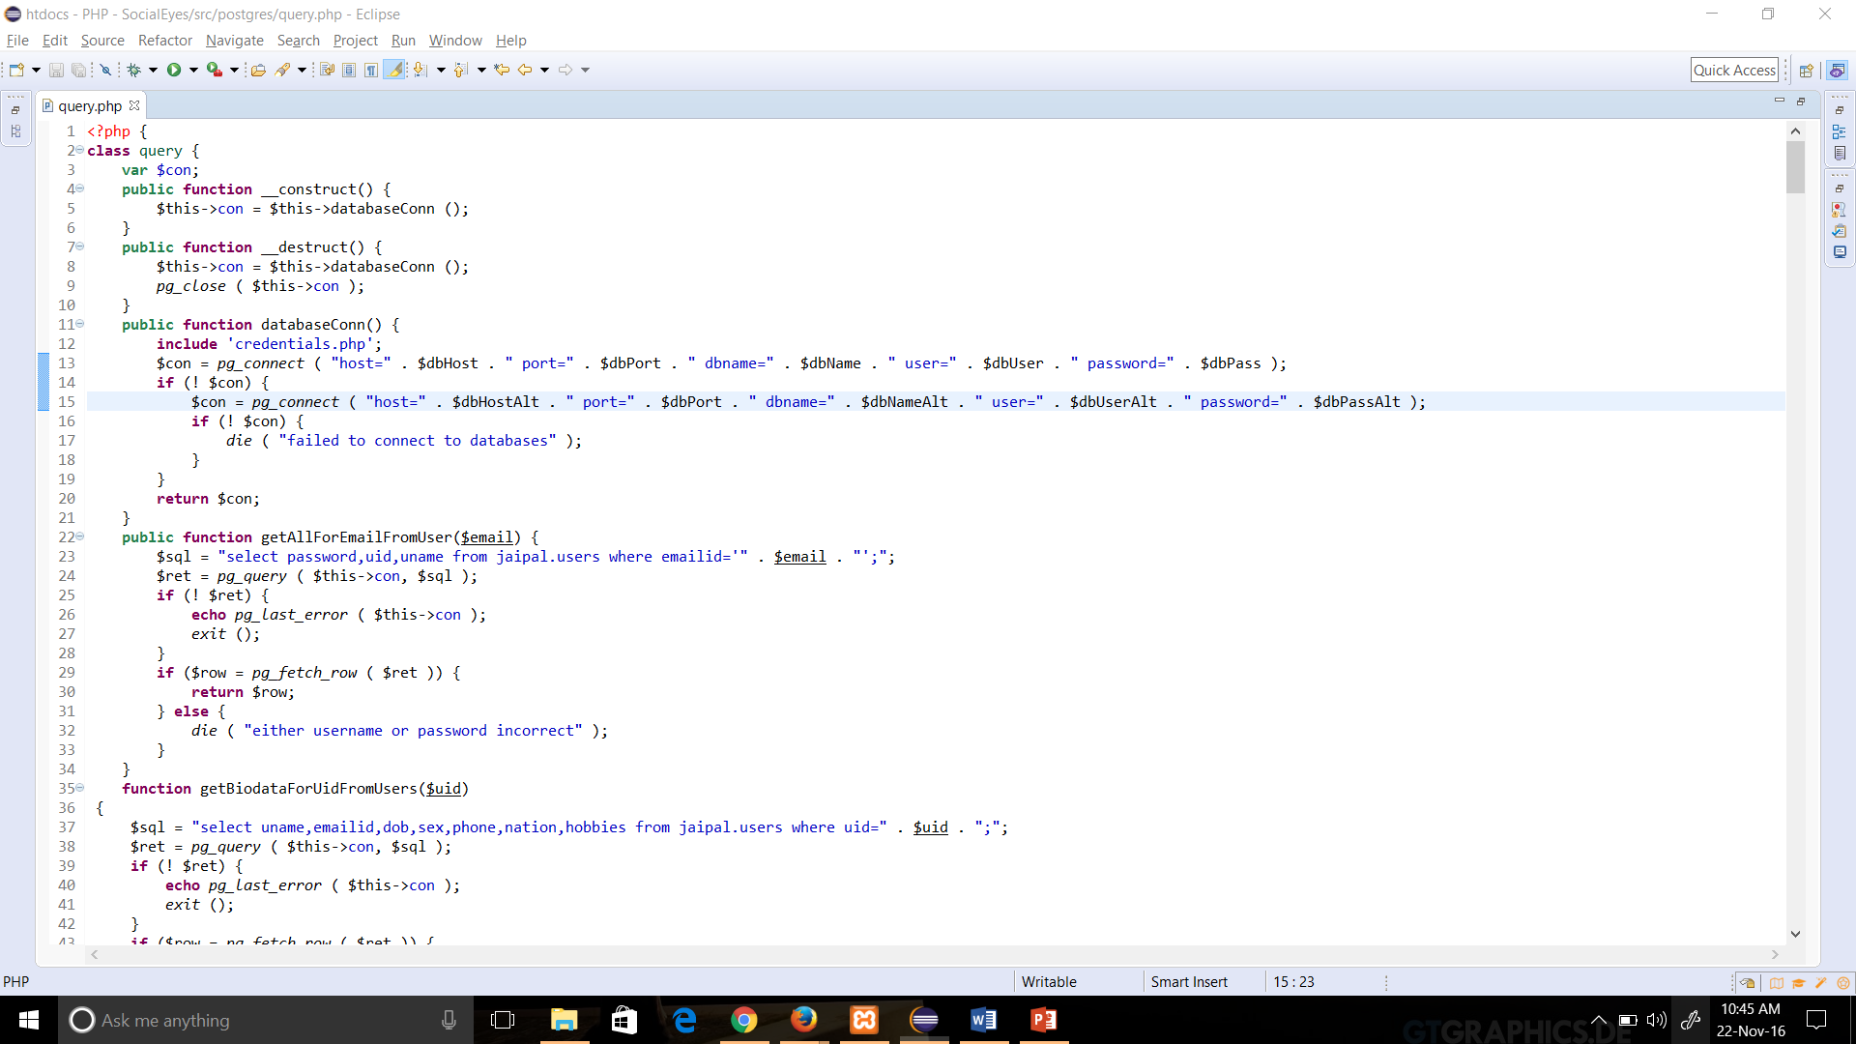 htdocs - PHP - SocialEyes/src/postgres/query.php - Eclipse
File Edit Source Refactor Navigate Search Project Run Window Help
Quick Access
query.php
1 <?php {
2 class query {
3     var $con;
4     public function __construct() {
5         $this->con = $this->databaseConn ();
6     }
7     public function __destruct() {
8         $this->con = $this->databaseConn ();
9         pg_close ( $this->con );
10     }
11     public function databaseConn() {
12         include 'credentials.php';
13         $con = pg_connect ( "host=" . $dbHost . " port=" . $dbPort . " dbname=" . $dbName . " user=" . $dbUser . " password=" . $dbPass );
14         if (! $con) {
15             $con = pg_connect ( "host=" . $dbHostAlt . " port=" . $dbPort . " dbname=" . $dbNameAlt . " user=" . $dbUserAlt . " password=" . $dbPassAlt );
16             if (! $con) {
17                 die ( "failed to connect to databases" );
18             }
19         }
20         return $con;
21     }
22     public function getAllForEmailFromUser($email) {
23         $sql = "select password,uid,uname from jaipal.users where emailid='" . $email . "';";
24         $ret = pg_query ( $this->con, $sql );
25         if (! $ret) {
26             echo pg_last_error ( $this->con );
27             exit ();
28         }
29         if ($row = pg_fetch_row ( $ret )) {
30             return $row;
31         } else {
32             die ( "either username or password incorrect" );
33         }
34     }
35     function getBiodataForUidFromUsers($uid)
36  {
37      $sql = "select uname,emailid,dob,sex,phone,nation,hobbies from jaipal.users where uid=" . $uid . ";";
38      $ret = pg_query ( $this->con, $sql );
39      if (! $ret) {
40          echo pg_last_error ( $this->con );
41          exit ();
42      }
43      if ($row = pg_fetch_row ( $ret )) {
PHP Writable Smart Insert 15 : 23
Ask me anything
10:45 AM
GTGRAPHICS.DE 22-Nov-16